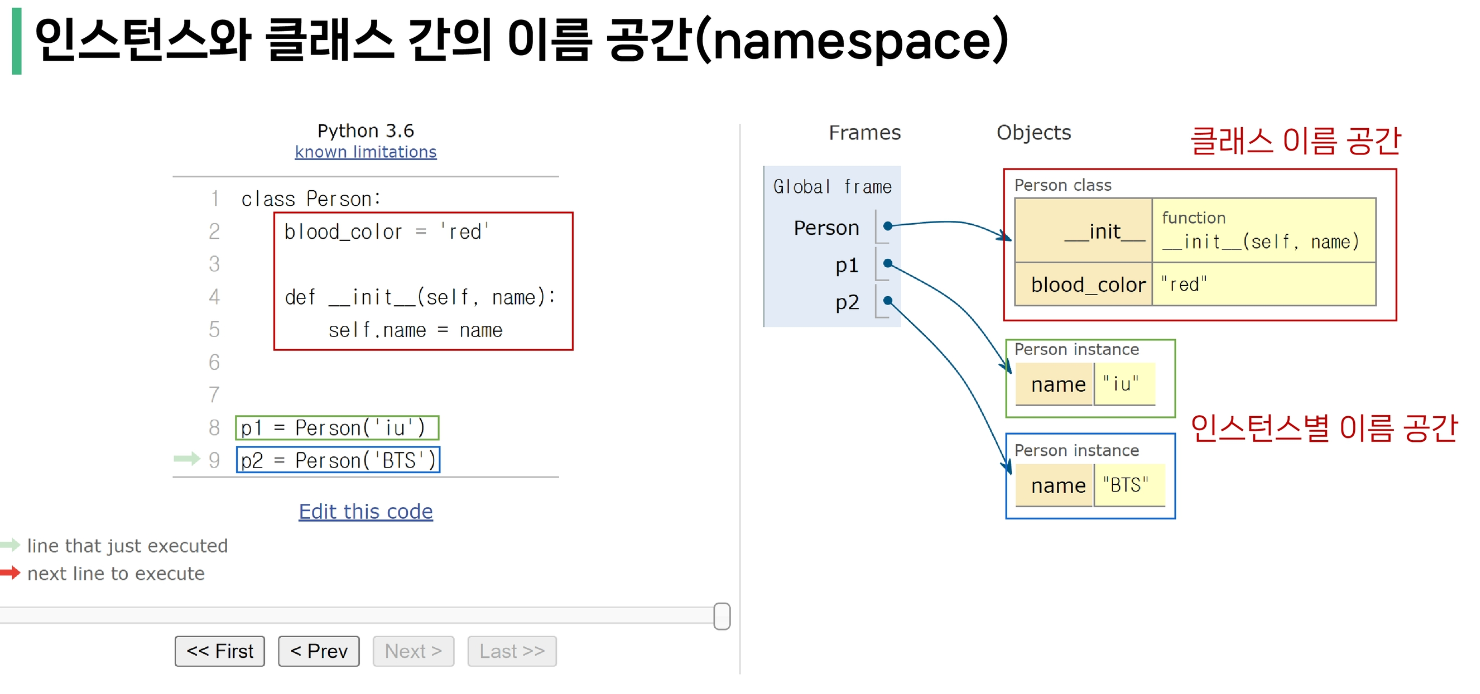 인스턴스와 클래스 간의 이름 공간(namespace)
Python 3.6
known limitations
1 class Person:
2 blood_color = 'red'
3
4 def __init__(self, name):
5 self.name = name
6
7
8 p1 = Person('iu')
9 p2 = Person('BTS')
Edit this code
line that just executed
next line to execute
<< First
< Prev
Next >
Last >>
Frames
Objects
클래스 이름 공간
Global frame
Person
p1
p2
Person class
__init__
function
__init__(self, name)
blood_color "red"
Person instance
name "iu"
인스턴스별 이름 공간
Person instance
name "BTS"